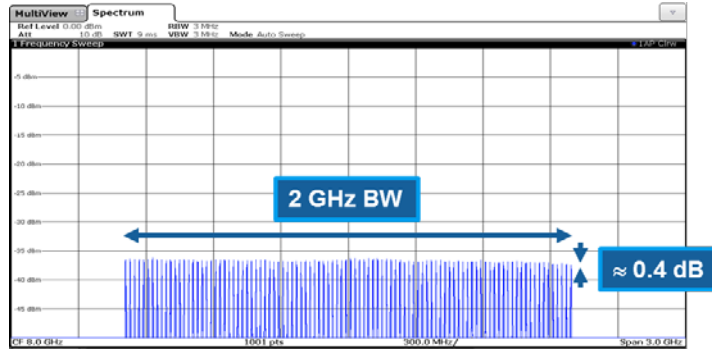 MultiView Spectrum
Ref Level 0.00 dBm RBW 3 MHz
Att 10 dB SWT 9 ms VBW 3 MHz Mode Auto Sweep
1 Frequency Sweep 1AP Clrw
-5 dBm
-10 dBm
-15 dBm
-20 dBm
-25 dBm
2 GHz BW
-30 dBm
-35 dBm
≈ 0.4 dB
-40 dBm
-45 dBm
CF 8.0 GHz 1001 pts 300.0 MHz/ Span 3.0 GHz